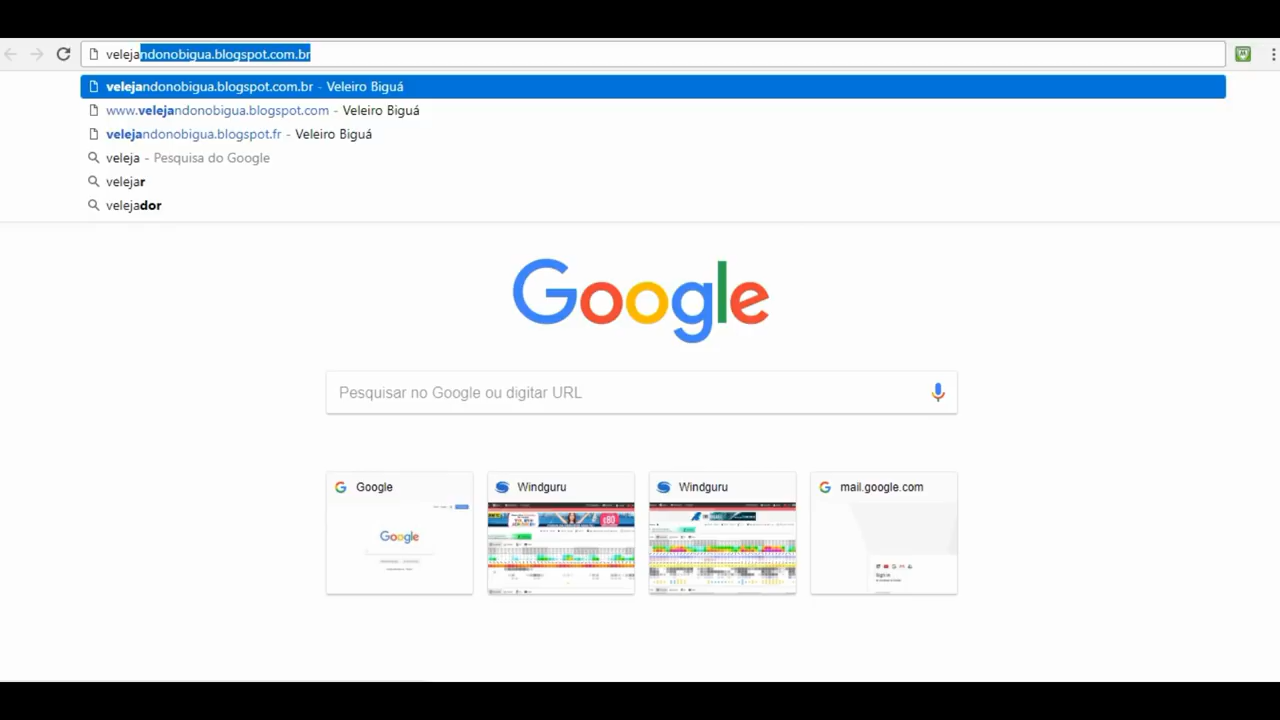 velejandonobigua.blogspot.com.br
velejandonobigua.blogspot.com.br - Veleiro Biguá
www.velejandonobigua.blogspot.com - Veleiro Biguá
velejandonobigua.blogspot.fr - Veleiro Biguá
veleja - Pesquisa do Google
velejar
velejador
Google
Pesquisar no Google ou digitar URL
Google
Windguru
Windguru
mail.google.com
Google